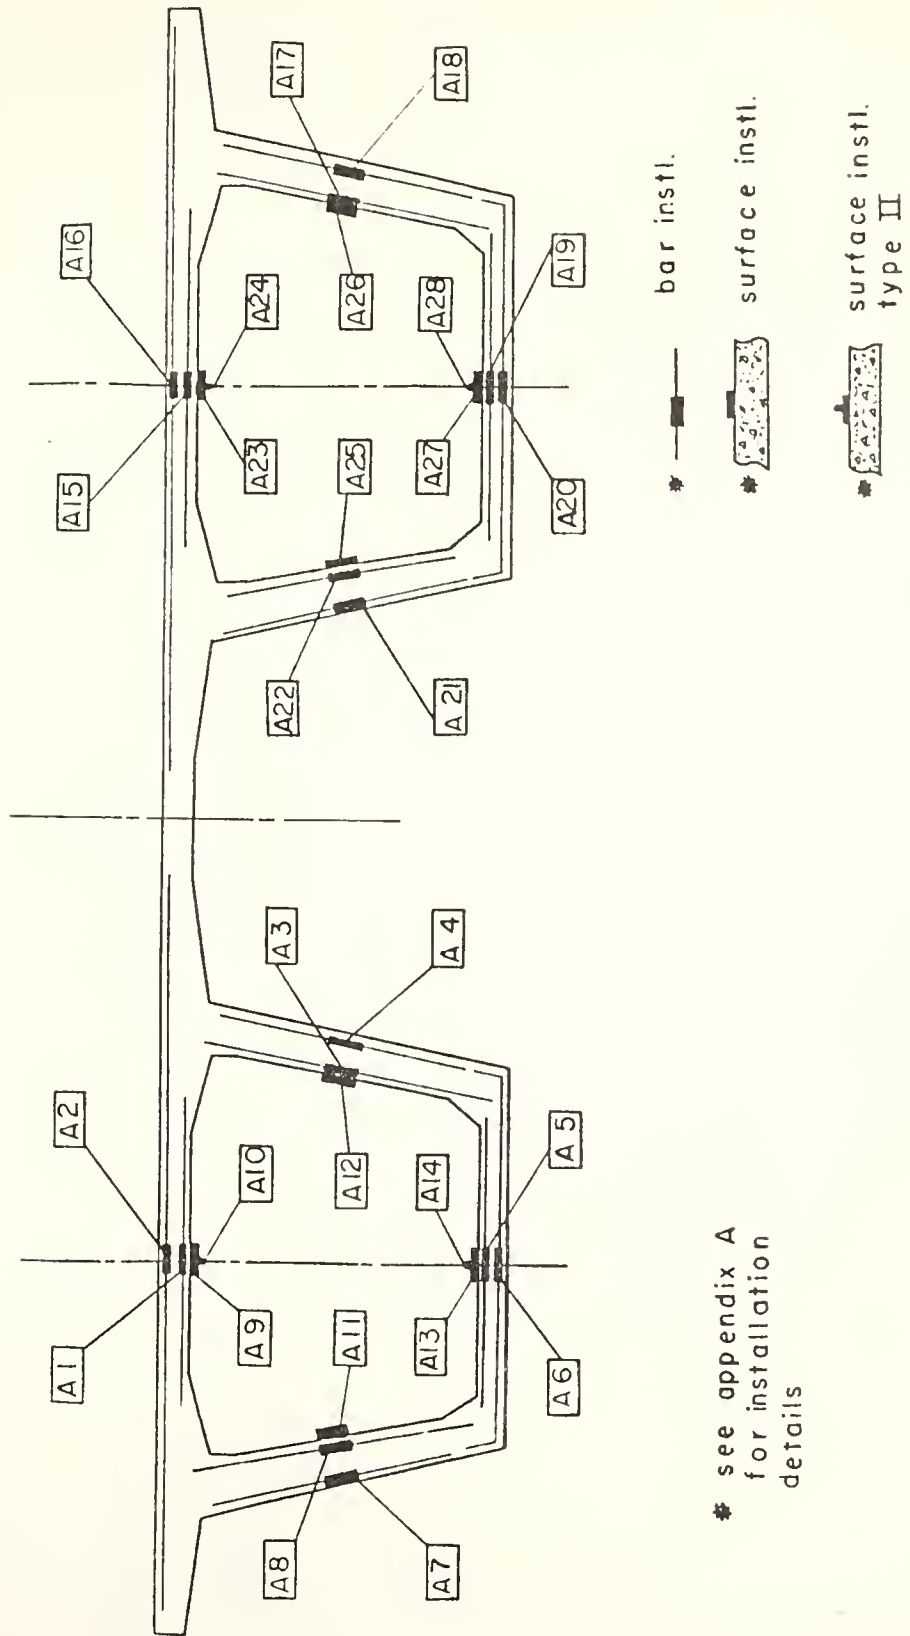 A1
A2
A3
A4
A5
A6
A7
A8
A9
A10
A11
A12
A13
A14
A15
A16
A17
A18
A19
A20
A21
A22
A23
A24
A25
A26
A27
A28
* see appendix A
for installation
details
* bar instl.
* surface instl.
* surface instl.
type II